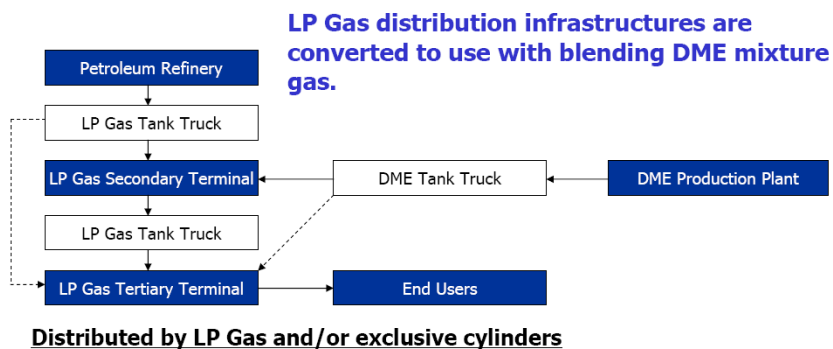 LP Gas distribution infrastructures are
converted to use with blending DME mixture
gas.
Petroleum Refinery
LP Gas Tank Truck
LP Gas Secondary Terminal
DME Tank Truck
DME Production Plant
LP Gas Tank Truck
LP Gas Tertiary Terminal
End Users
Distributed by LP Gas and/or exclusive cylinders